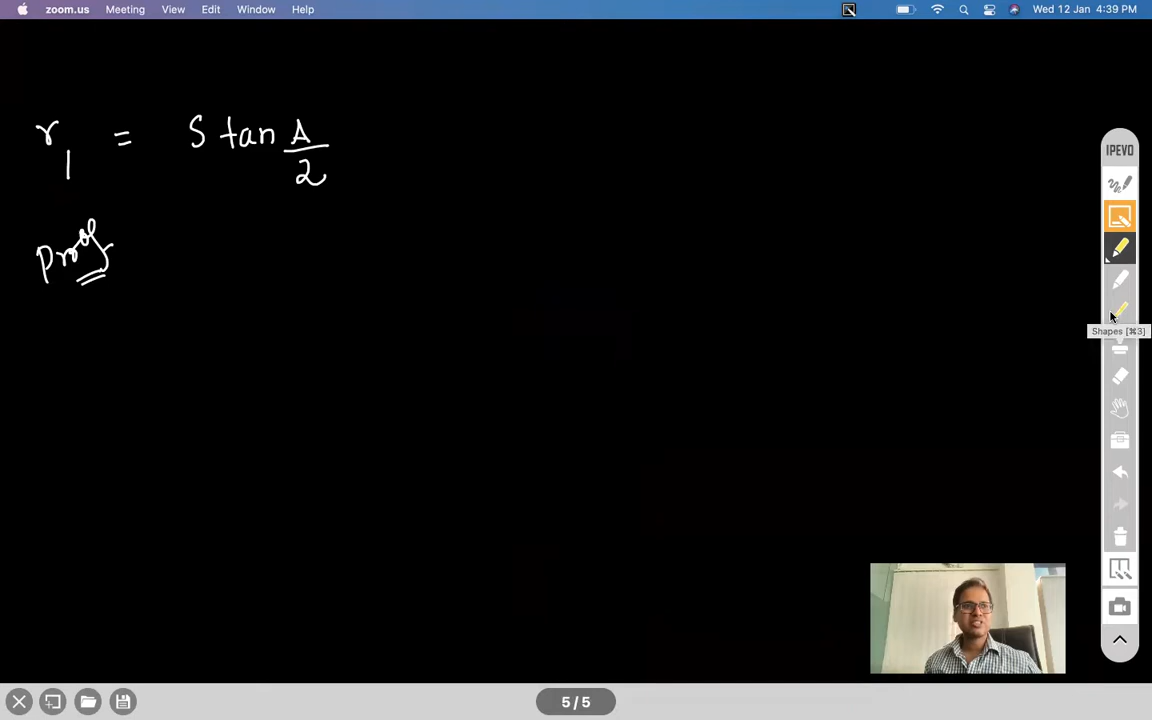 zoom.us Meeting View Edit Window Help Wed 12 Jan 4:39 PM
r₁ = S tan A/2
IPEVO
proof
Shapes [⌘3]
5 / 5